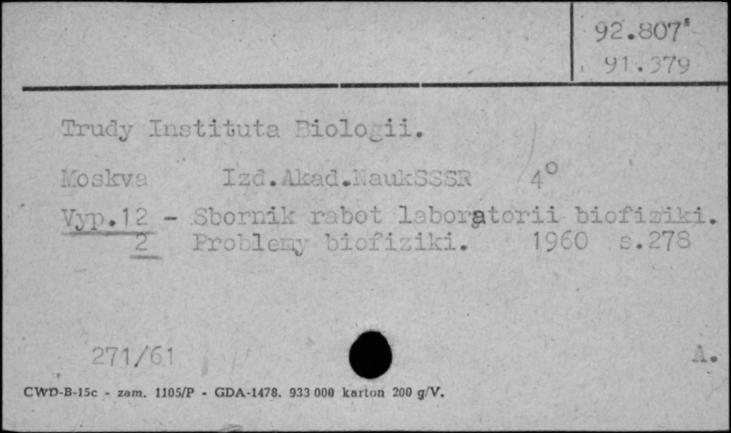 92.807
91.379
Trudy Instituta Biologii.
Moskva Izd.Akad.NaukSSSR 4°
Vyp.12 - Sbornik rabot laboratorii biofiziki.
2 Problemy biofiziki. 1960 s.278
271/61 A.
CWD-B-15c - zam. 1105/P - GDA-1478. 933 000 karton 200 g/V.